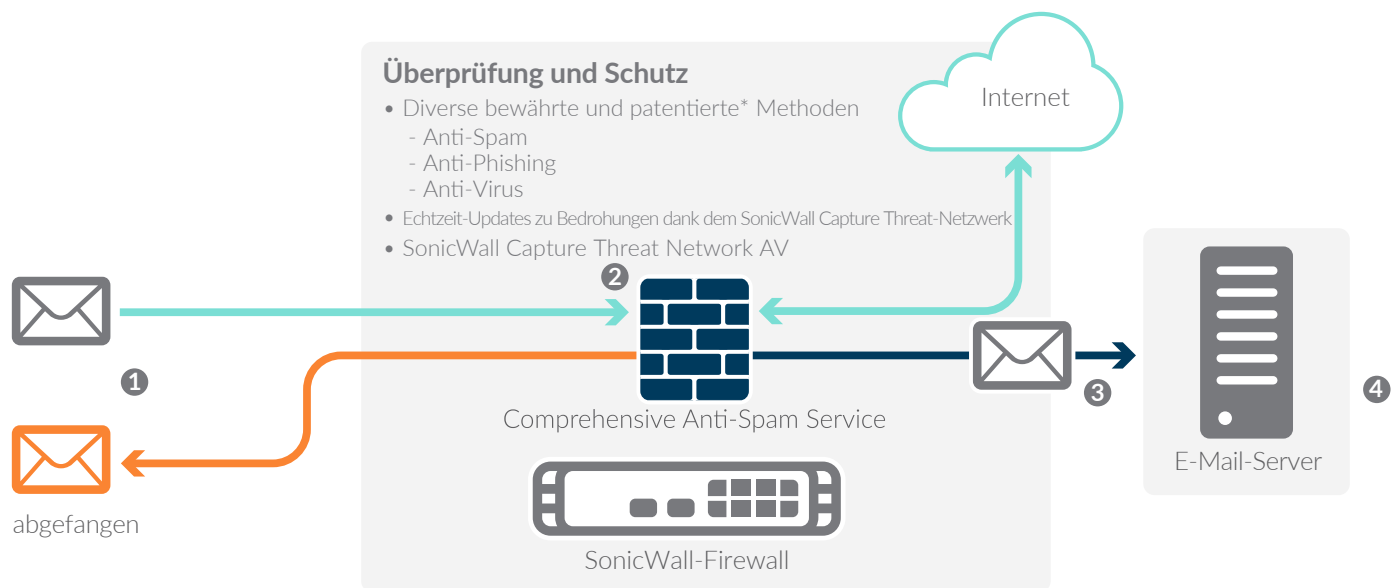 Überprüfung und Schutz
• Diverse bewährte und patentierte* Methoden
- Anti-Spam
- Anti-Phishing
- Anti-Virus
• Echtzeit-Updates zu Bedrohungen dank dem SonicWall Capture Threat-Netzwerk
• SonicWall Capture Threat Network AV
Internet
2
1
3
4
Comprehensive Anti-Spam Service
E-Mail-Server
abgefangen
SonicWall-Firewall